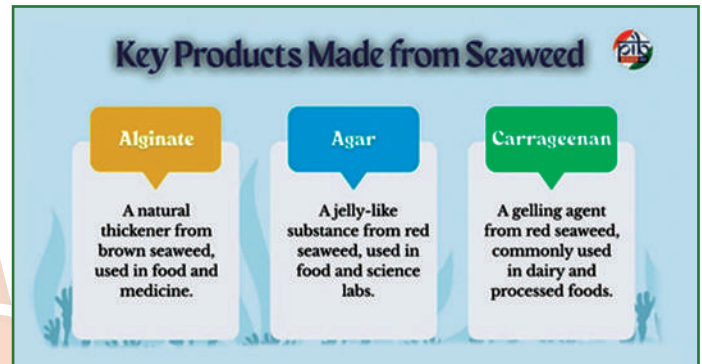 Key Products Made from Seaweed
Alginate
A natural
thickener from
brown seaweed,
used in food and
medicine.
Agar
A jelly-like
substance from red
seaweed, used in
food and science
labs.
Carrageenan
A gelling agent
from red seaweed,
commonly used
in dairy and
processed foods.